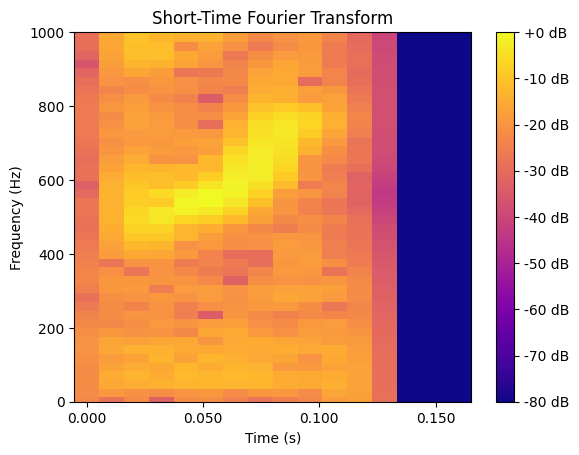 Short-Time Fourier Transform
Frequency (Hz)
1000
800
600
400
200
0
0.000
0.050
0.100
0.150
Time (s)
+0 dB
-10 dB
-20 dB
-30 dB
-40 dB
-50 dB
-60 dB
-70 dB
-80 dB